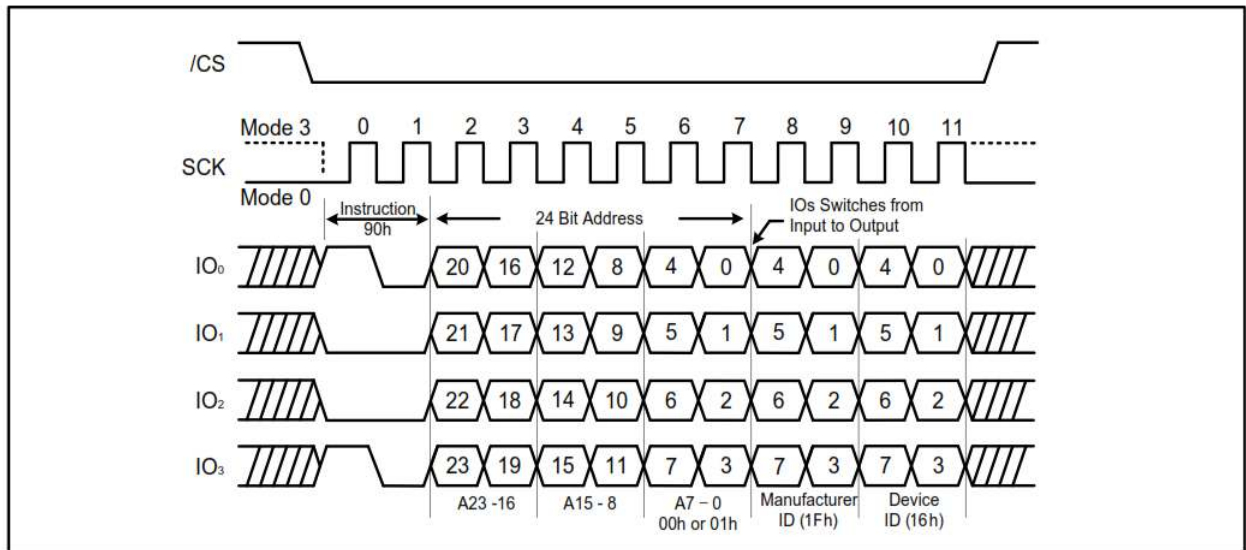 /CS
Mode 3 0 1 2 3 4 5 6 7 8 9 10 11
SCK
Mode 0
Instruction
90h
24 Bit Address
IOs Switches from
Input to Output
IO₀ 20 16 12 8 4 0 4 0 4 0
IO₁ 21 17 13 9 5 1 5 1 5 1
IO₂ 22 18 14 10 6 2 6 2 6 2
IO₃ 23 19 15 11 7 3 7 3 7 3
A23 -16 A15 - 8 A7 – 0 Manufacturer Device
00h or 01h ID (1Fh) ID (16h)